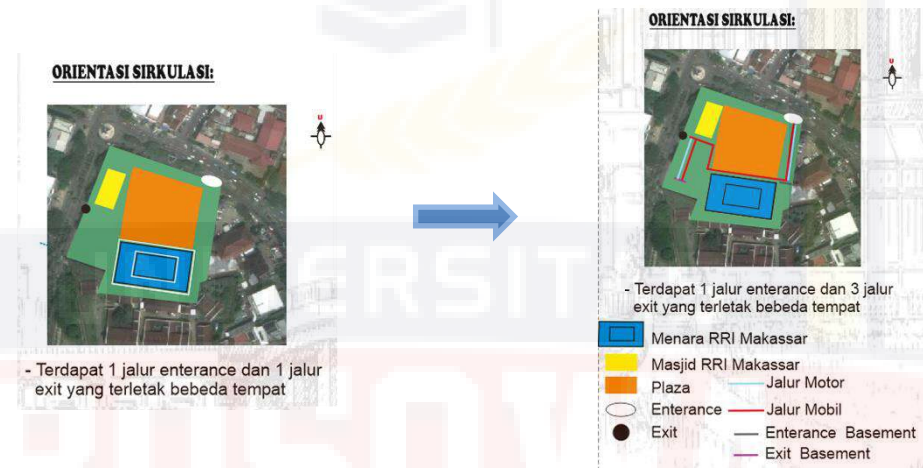 ORIENTASI SIRKULASI:
U
- Terdapat 1 jalur enterance dan 1 jalur
exit yang terletak bebeda tempat
ORIENTASI SIRKULASI:
U
- Terdapat 1 jalur enterance dan 3 jalur
exit yang terletak bebeda tempat
Menara RRI Makassar
Masjid RRI Makassar
Plaza
Jalur Motor
Enterance
Jalur Mobil
Exit
Enterance Basement
Exit Basement